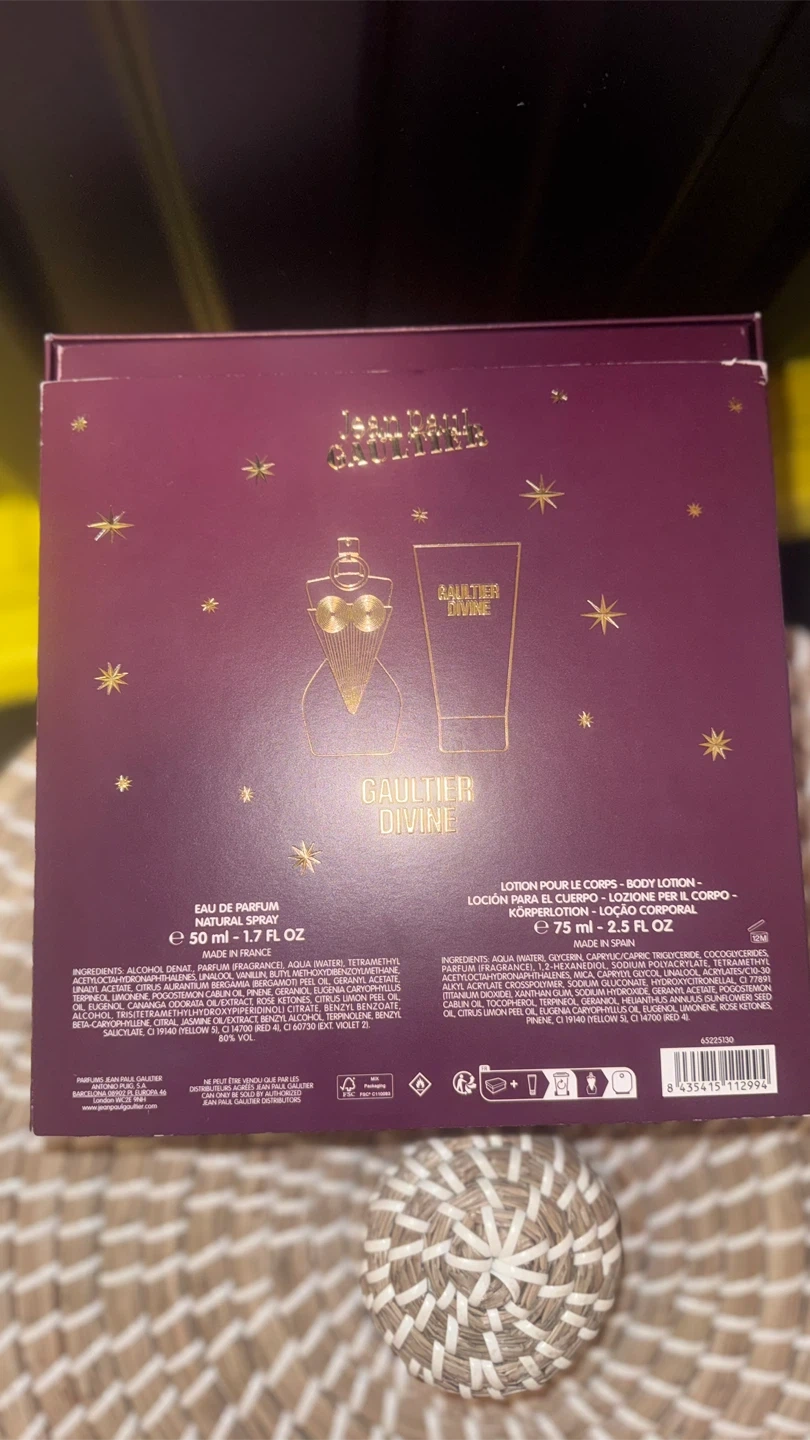 Jean Paul
GAULTIER
GAULTIER
DIVINE
GAULTIER
DIVINE
EAU DE PARFUM
NATURAL SPRAY
℮ 50 ml - 1.7 FL OZ
MADE IN FRANCE
INGREDIENTS: ALCOHOL DENAT., PARFUM (FRAGRANCE), AQUA (WATER), TETRAMETHYL
ACETYLOCTAHYDRONAPHTHALENES, LINALOOL, VANILLIN, BUTYL METHOXYDIBENZOYLMETHANE,
LINALYL ACETATE, CITRUS AURANTIUM BERGAMIA (BERGAMOT) PEEL OIL, GERANYL ACETATE,
TERPINEOL, LIMONENE, POGOSTEMON CABLIN OIL, PINENE, GERANIOL, EUGENIA CARYOPHYLLUS
OIL, EUGENOL, CANANGA ODORATA OIL/EXTRACT, ROSE KETONES, CITRUS LIMON PEEL OIL,
ALCOHOL, TRIS(TETRAMETHYLHYDROXYPIPERIDINOL) CITRATE, BENZYL BENZOATE,
BETA-CARYOPHYLLENE, CITRAL, JASMINE OIL/EXTRACT, BENZYL ALCOHOL, TERPINOLENE, BENZYL
SALICYLATE, CI 19140 (YELLOW 5), CI 14700 (RED 4), CI 60730 (EXT. VIOLET 2).
80% VOL.
LOTION POUR LE CORPS - BODY LOTION -
LOCIÓN PARA EL CUERPO - LOZIONE PER IL CORPO -
KÖRPERLOTION - LOÇÃO CORPORAL
℮ 75 ml - 2.5 FL OZ
MADE IN SPAIN
12M
INGREDIENTS: AQUA (WATER), GLYCERIN, CAPRYLIC/CAPRIC TRIGLYCERIDE, COCOGLYCERIDES,
PARFUM (FRAGRANCE), 1,2-HEXANEDIOL, SODIUM POLYACRYLATE, TETRAMETHYL
ACETYLOCTAHYDRONAPHTHALENES, MICA, CAPRYLYL GLYCOL, LINALOOL, ACRYLATES/C10-30
ALKYL ACRYLATE CROSSPOLYMER, SODIUM GLUCONATE, HYDROXYCITRONELLAL, CI 77891
(TITANIUM DIOXIDE), XANTHAN GUM, SODIUM HYDROXIDE, GERANYL ACETATE, POGOSTEMON
CABLIN OIL, TOCOPHEROL, TERPINEOL, GERANIOL, HELIANTHUS ANNUUS (SUNFLOWER) SEED
OIL, CITRUS LIMON PEEL OIL, EUGENIA CARYOPHYLLUS OIL, EUGENOL, LIMONENE,
PINENE, CI 19140 (YELLOW 5), CI 14700 (RED 4).
65225130
PARFUMS JEAN PAUL GAULTIER
ANTONIO PUIG, S.A.
BARCELONA 08902 PL EUROPA 46
London WC2E 9NH
www.jeanpaulgaultier.com
NE PEUT ÊTRE VENDU QUE PAR LES
DISTRIBUTEURS AGRÉÉS JEAN PAUL GAULTIER
CAN ONLY BE SOLD BY AUTHORIZED
JEAN PAUL GAULTIER DISTRIBUTORS
FSC
MIX
Packaging
FSC® C110093
FR
8 435415 112994